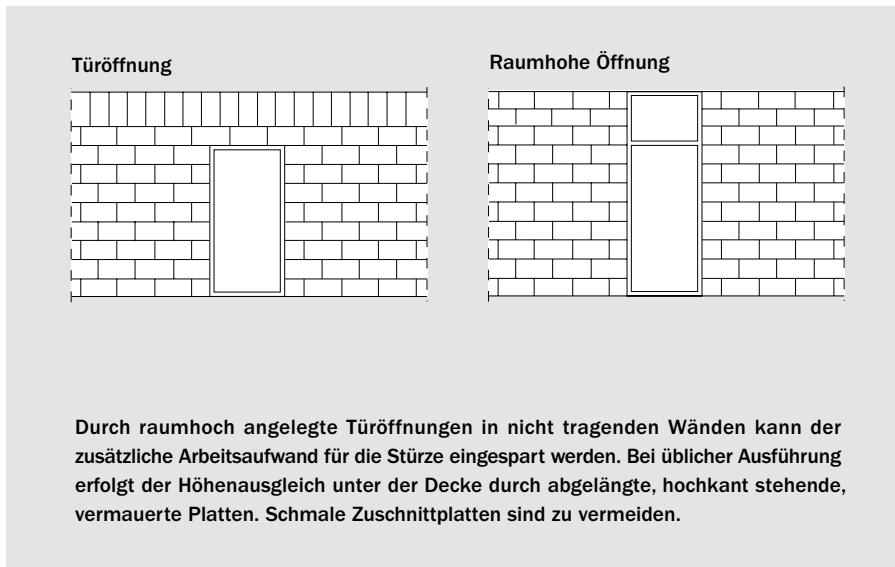 Türöffnung
Raumhohe Öffnung
Durch raumhoch angelegte Türöffnungen in nicht tragenden Wänden kann der
zusätzliche Arbeitsaufwand für die Stürze eingespart werden. Bei üblicher Ausführung
erfolgt der Höhenausgleich unter der Decke durch abgelängte, hochkant stehende,
vermauerte Platten. Schmale Zuschnittplatten sind zu vermeiden.